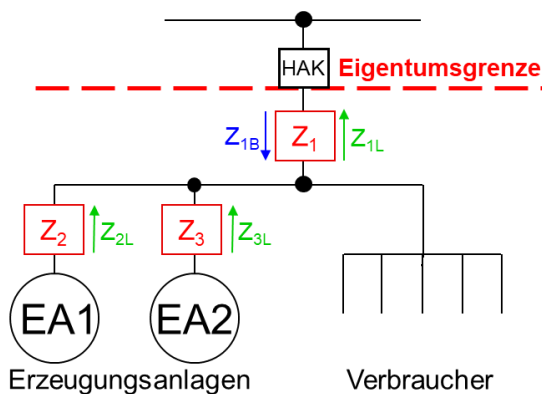 HAK
Eigentumsgrenze
Z1B
Z1
Z1L
Z2
Z2L
Z3
Z3L
EA1
EA2
Erzeugungsanlagen
Verbraucher